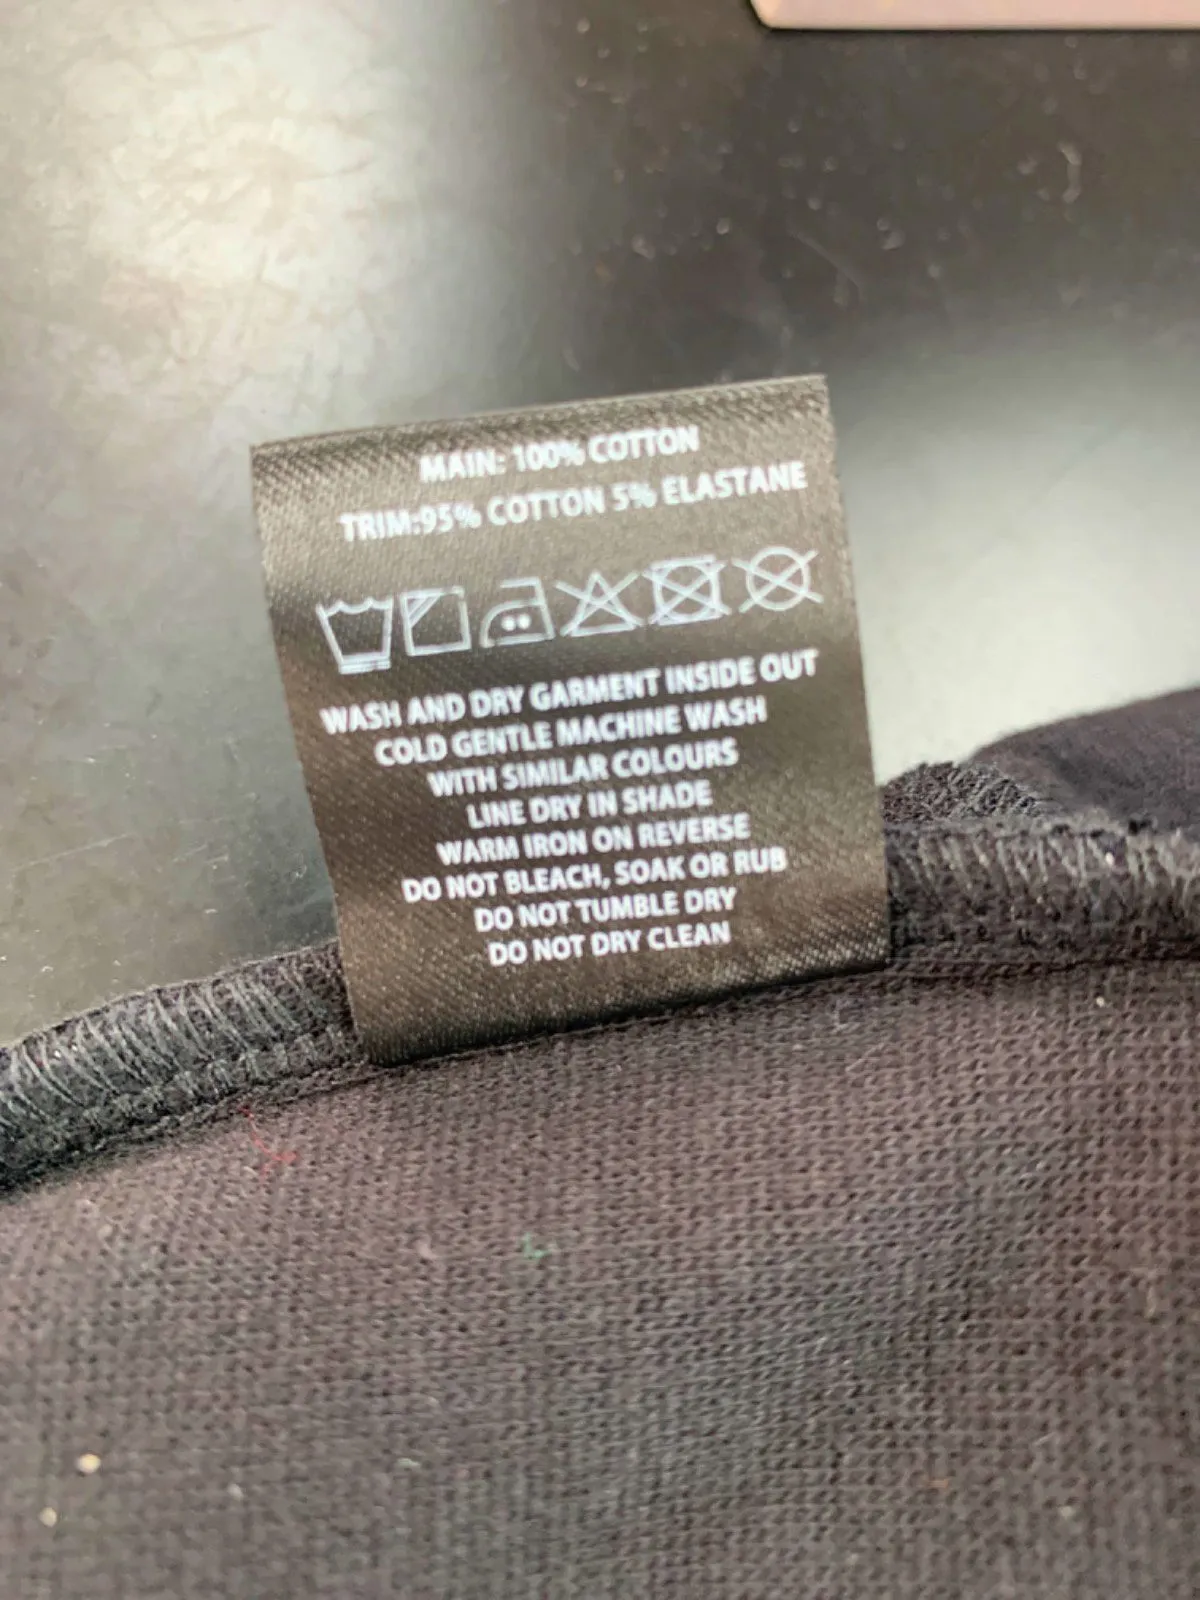 MAIN: 100% COTTON
TRIM:95% COTTON 5% ELASTANE
WASH AND DRY GARMENT INSIDE OUT
COLD GENTLE MACHINE WASH
WITH SIMILAR COLOURS
LINE DRY IN SHADE
WARM IRON ON REVERSE
DO NOT BLEACH, SOAK OR RUB
DO NOT TUMBLE DRY
DO NOT DRY CLEAN